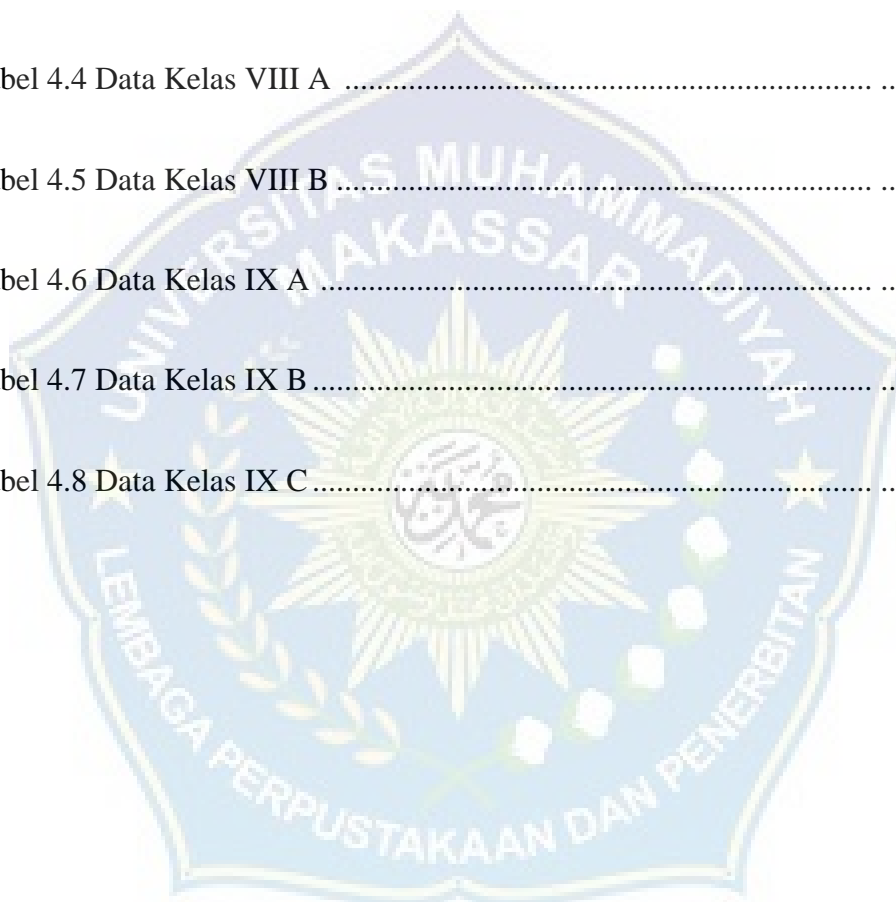 bel 4.4 Data Kelas VIII A .................................................................. ..
bel 4.5 Data Kelas VIII B ................................................................... ..
bel 4.6 Data Kelas IX A ..................................................................... ..
bel 4.7 Data Kelas IX B ...................................................................... ..
bel 4.8 Data Kelas IX C ...................................................................... ..
UNIVERSITAS MUHAMMADIYAH
MAKASSAR
LEMBAGA PERPUSTAKAAN DAN PENERBITAN